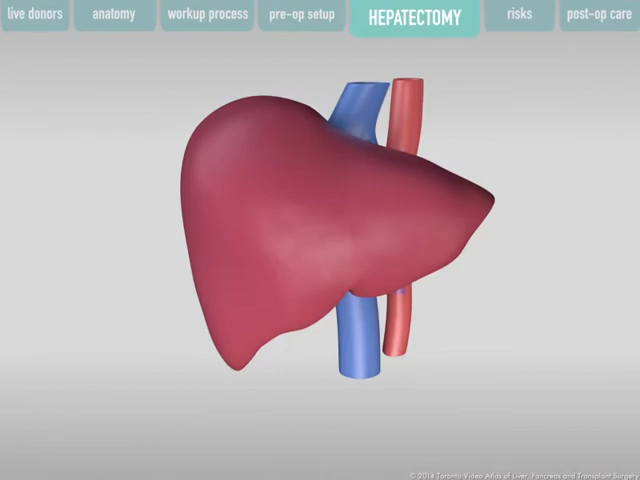 live donors
anatomy
workup process
pre-op setup
HEPATECTOMY
risks
post-op care
© 2014 Toronto Video Atlas of Liver, Pancreas and Transplant Surgery